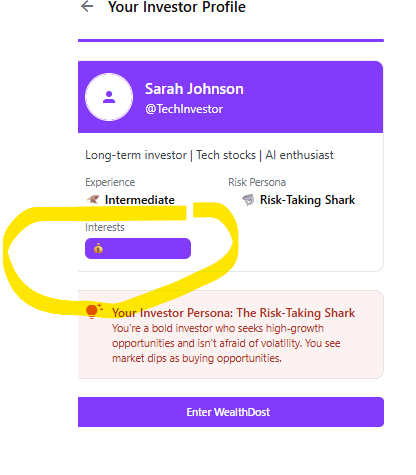 Your Investor Profile
Sarah Johnson
@TechInvestor
Long-term investor | Tech stocks | AI enthusiast
Experience
Risk Persona
Intermediate
Risk-Taking Shark
Interests
Your Investor Persona: The Risk-Taking Shark
You're a bold investor who seeks high-growth
opportunities and isn't afraid of volatility. You see
market dips as buying opportunities.
Enter WealthDost